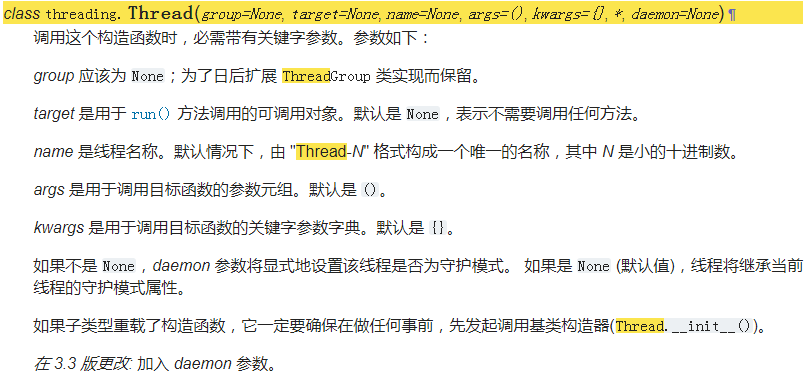 class threading. Thread(group=None, target=None, name=None, args=(), kwargs={}, *, daemon=None) ¶
调用这个构造函数时，必需带有关键字参数。参数如下：
group 应该为 None；为了日后扩展 ThreadGroup 类实现而保留。
target 是用于 run() 方法调用的可调用对象。默认是 None，表示不需要调用任何方法。
name 是线程名称。默认情况下，由 "Thread-N" 格式构成一个唯一的名称，其中 N 是小的十进制数。
args 是用于调用目标函数的参数元组。默认是 ()。
kwargs 是用于调用目标函数的关键字参数字典。默认是 {}。
如果不是 None，daemon 参数将显式地设置该线程是否为守护模式。 如果是 None (默认值)，线程将继承当前
线程的守护模式属性。
如果子类型重载了构造函数，它一定要确保在做任何事前，先发起调用基类构造器(Thread.__init__())。
在 3.3 版更改: 加入 daemon 参数。